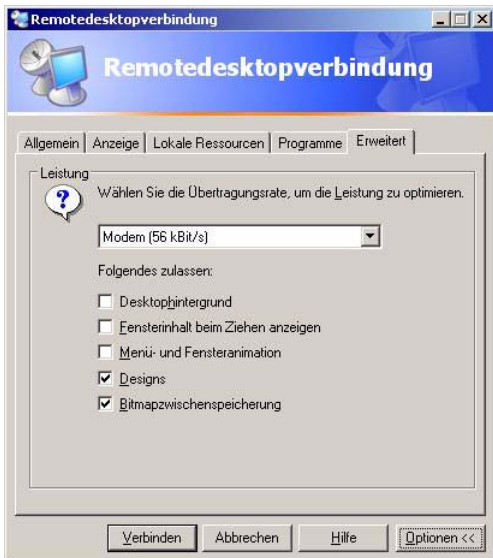 Remotedesktopverbindung
Remotedesktopverbindung
Allgemein Anzeige Lokale Ressourcen Programme Erweitert
Leistung
Wählen Sie die Übertragungsrate, um die Leistung zu optimieren.
Modem (56 kBit/s)
Folgendes zulassen:
Desktophintergrund
Fensterinhalt beim Ziehen anzeigen
Menü- und Fensteranimation
Designs
Bitmapzwischenspeicherung
Verbinden Abbrechen Hilfe Optionen <<